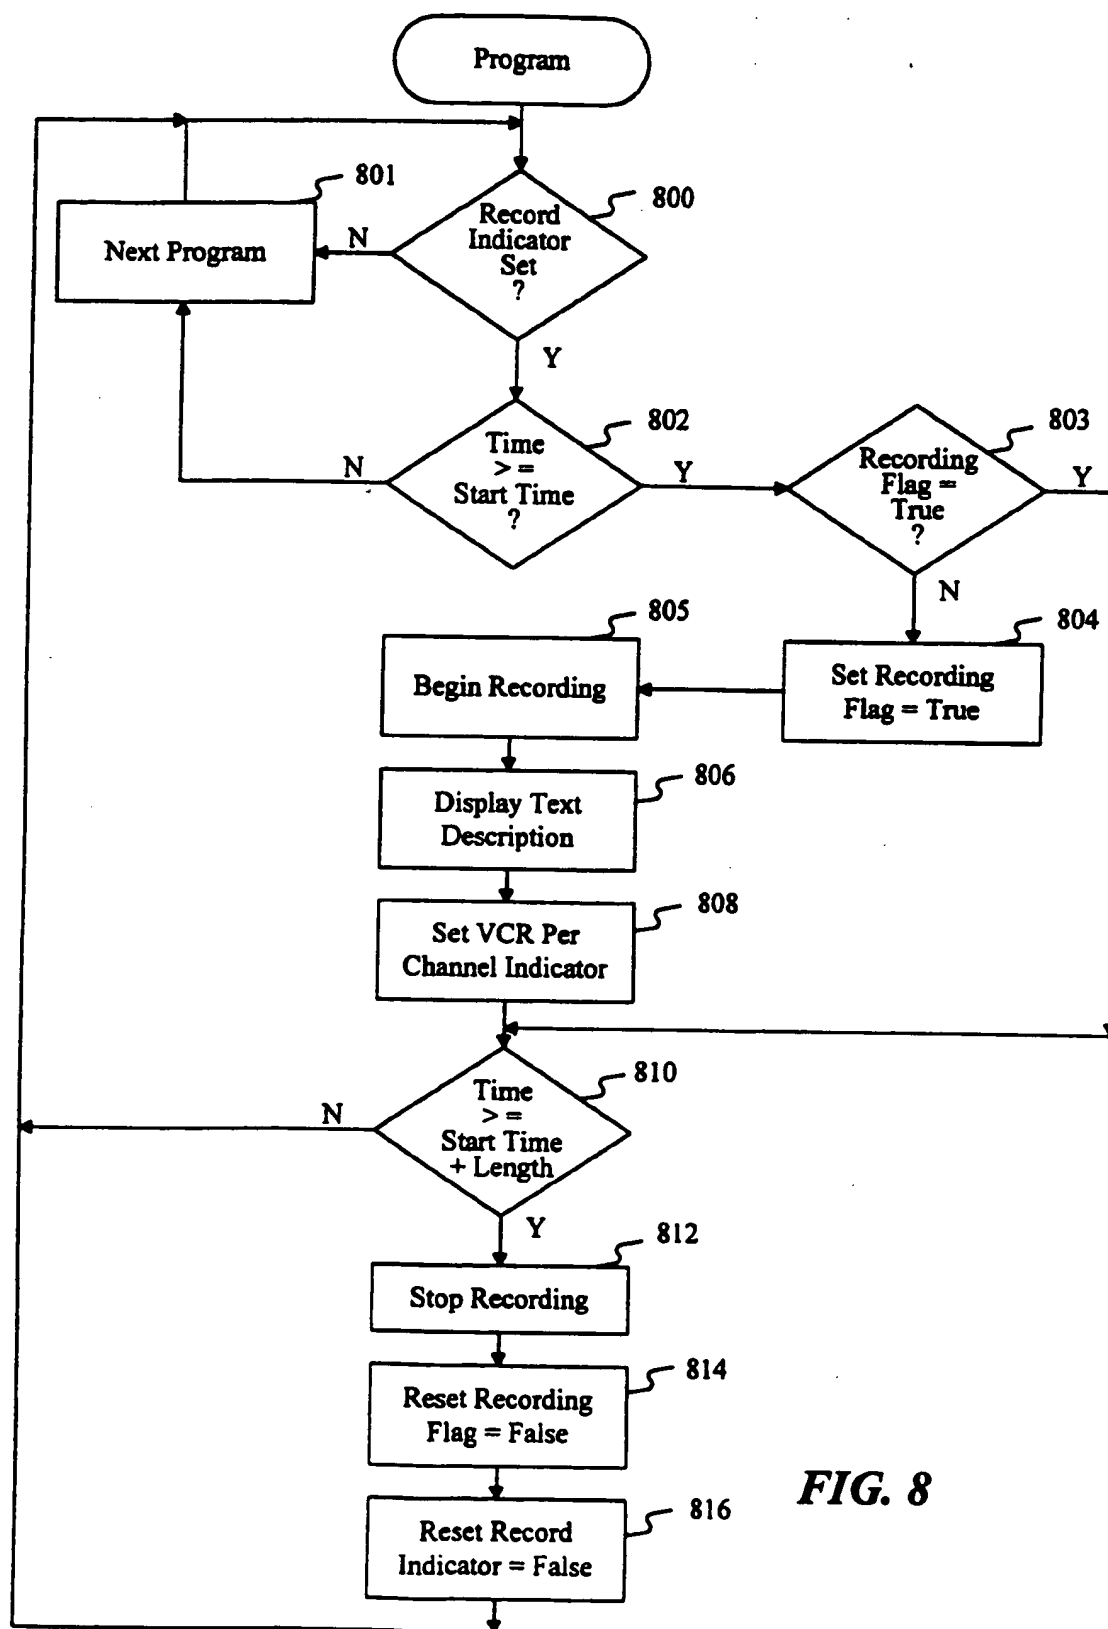 Program
801
800
Record
Indicator
Set
?
N
Next Program
Y
802
803
Time
> =
Start Time
?
N
Y
Recording
Flag =
True
?
Y
N
805
804
Begin Recording
Set Recording
Flag = True
806
Display Text
Description
808
Set VCR Per
Channel Indicator
810
Time
> =
Start Time
+ Length
N
Y
812
Stop Recording
814
Reset Recording
Flag = False
FIG. 8
816
Reset Record
Indicator = False